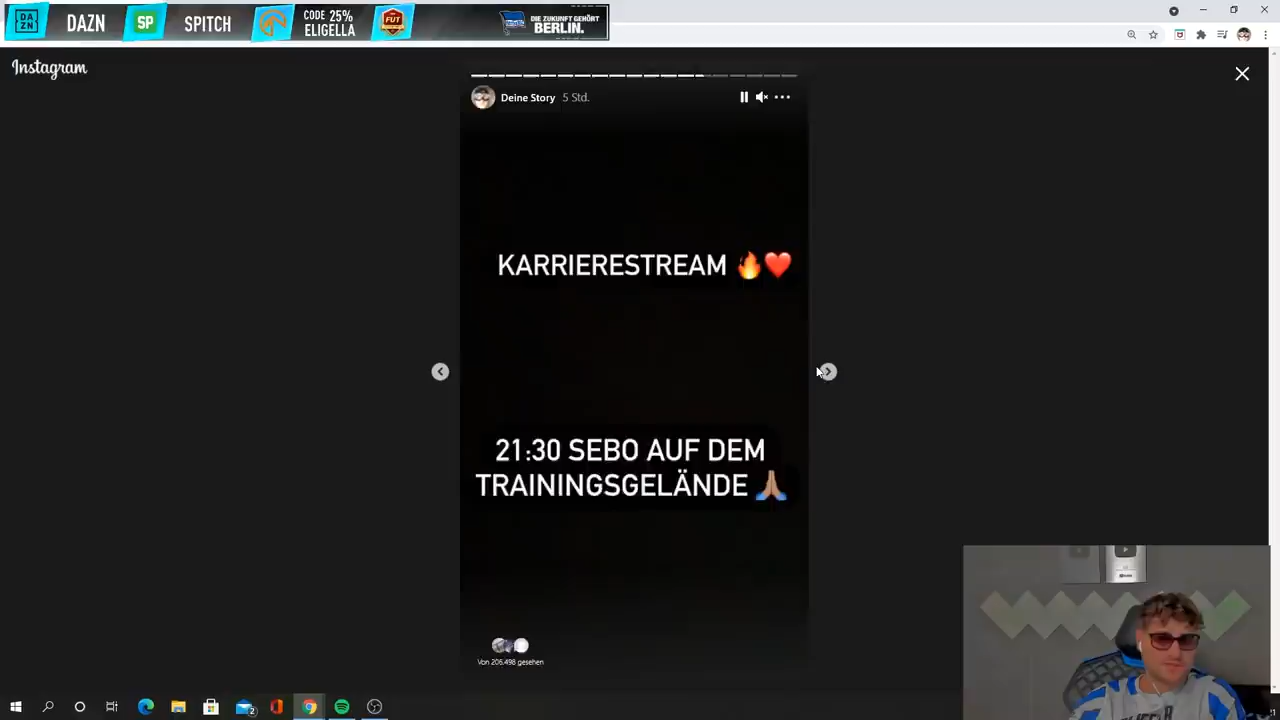 DAZN
DAZN
SP
SPITCH
CODE 25%
ELIGELLA
FUT
DIE ZUKUNFT GEHÖRT
BERLIN.
Instagram
Deine Story 5 Std.
KARRIERESTREAM 🔥❤️
21:30 SEBO AUF DEM
TRAININGSGELÄNDE 🙏🏽
Von 206.498 gesehen
2